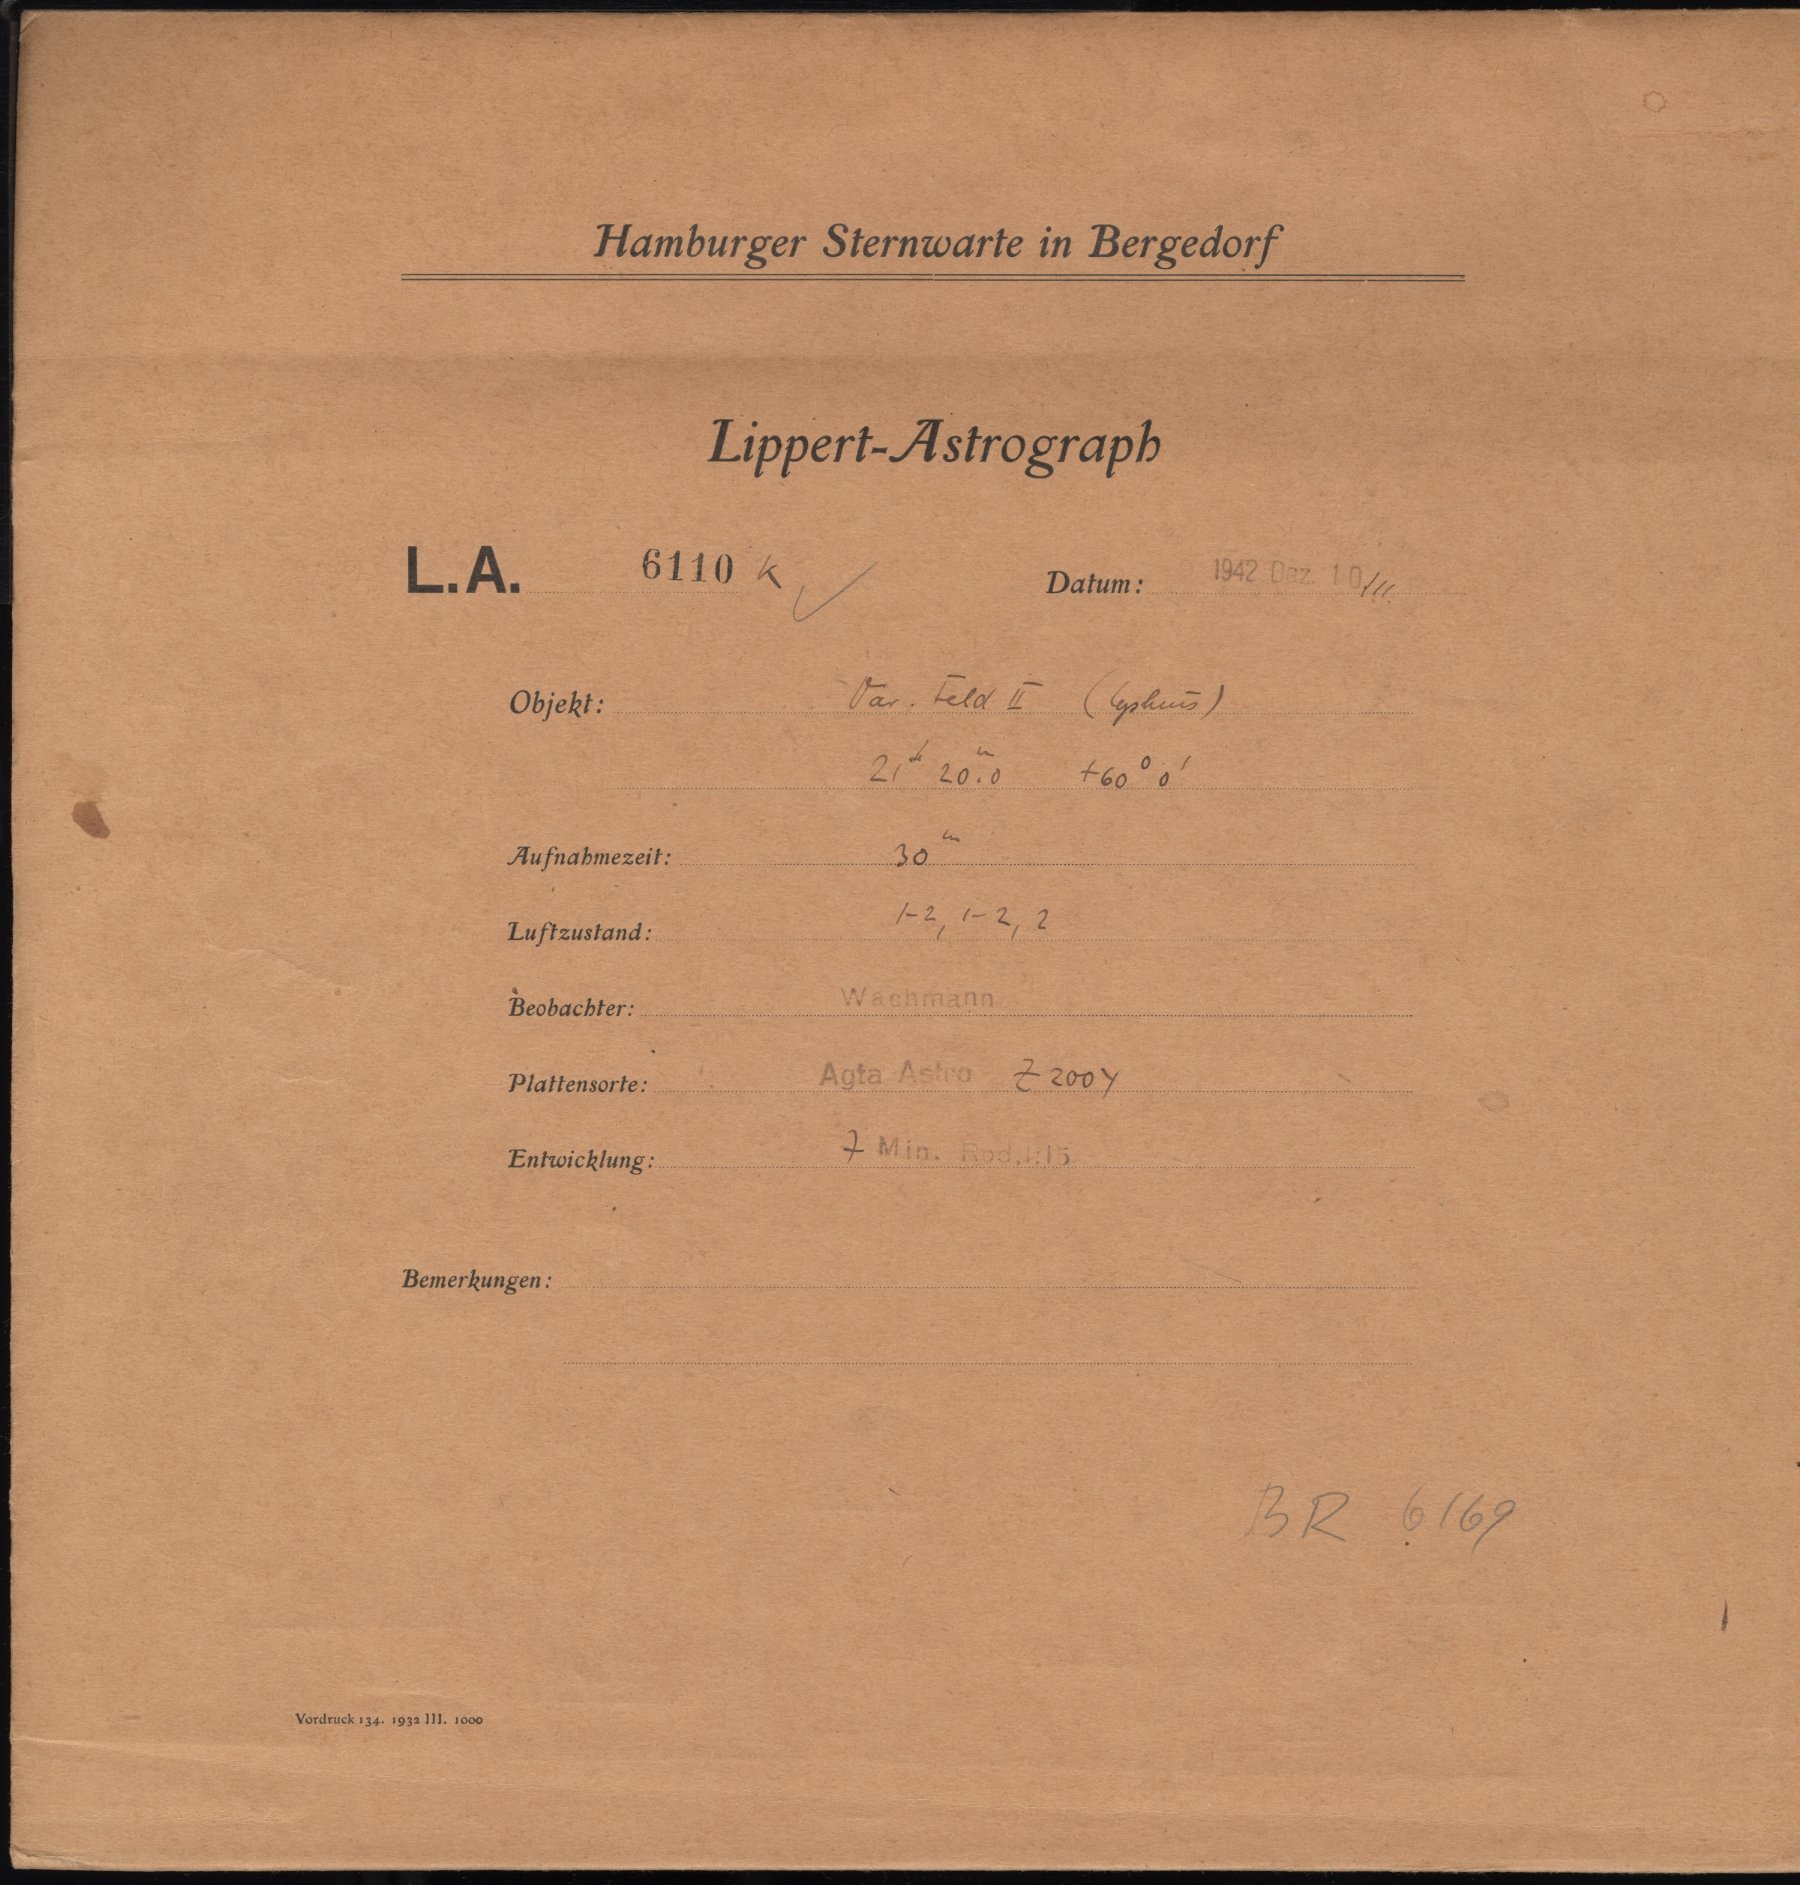 Hamburger Sternwarte in Bergedorf
Lippert-Astrograph
L.A. 6110 K
Datum: 1942 Dez. 10/11.
Objekt: Var. Feld II (Cepheus)
21ʰ 20ᵐ.0 +60° 0'
Aufnahmezeit: 30ᵐ
Luftzustand: 1-2, 1-2, 2
Beobachter: Wachmann
Plattensorte: Agfa Astro Z 2004
Entwicklung: 7 Min. Rod. 1:15
Bemerkungen:
BR 6169
Vordruck 134. 1932 III. 1000